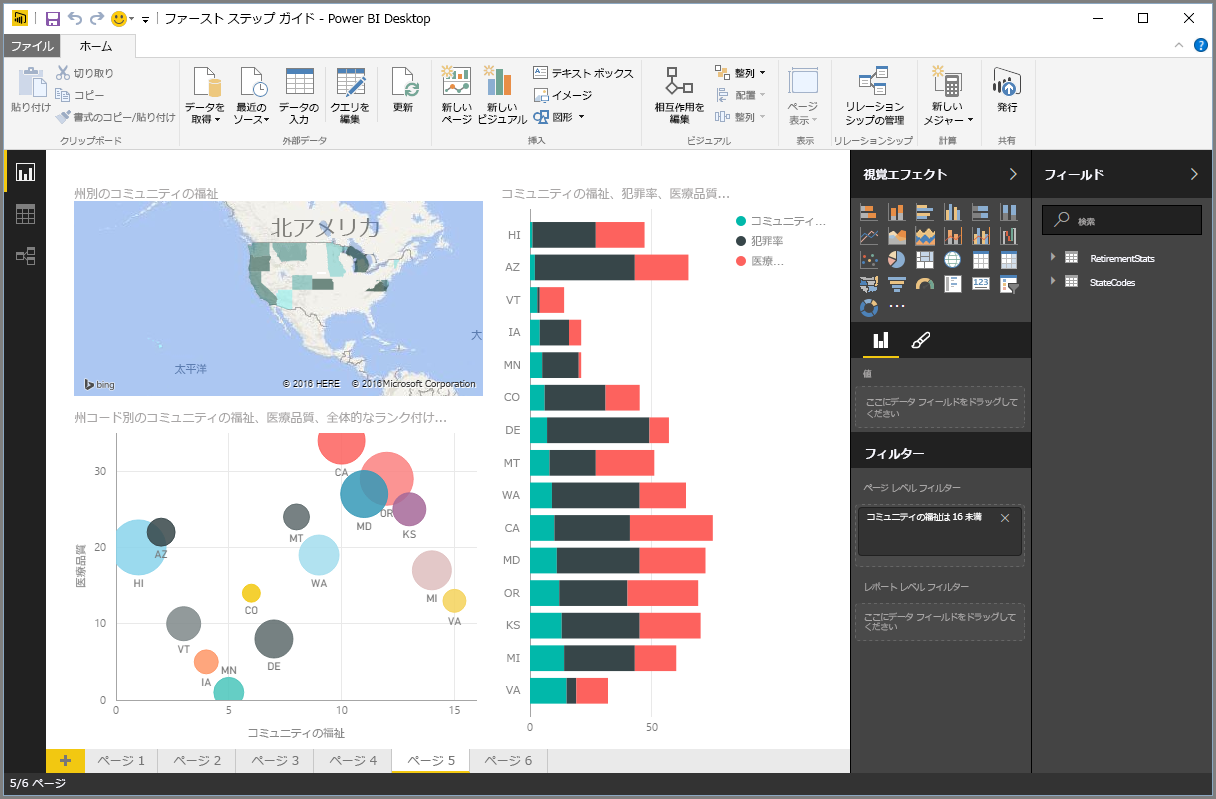 ファースト ステップ ガイド - Power BI Desktop
ファイル
ホーム
貼り付け
切り取り
コピー
書式のコピー/貼り付け
クリップボード
データを
取得
最近の
ソース
データの
入力
クエリを
編集
外部データ
更新
新しい
ページ
新しい
ビジュアル
テキスト ボックス
イメージ
図形
挿入
相互作用を
編集
整列
配置
整列
ビジュアル
ページ
表示
表示
リレーション
シップの管理
リレーションシップ
新しい
メジャー
計算
発行
共有
州別のコミュニティの福祉
北アメリカ
太平洋
大
bing
© 2016 HERE © 2016Microsoft Corporation
州コード別のコミュニティの福祉、医療品質、全体的なランク付け...
医療品質
30
20
10
0
0
5
10
15
CA
OR
MD
KS
MT
AZ
HI
WA
MI
VA
CO
VT
DE
IA
MN
コミュニティの福祉
コミュニティの福祉、犯罪率、医療品質...
コミュニティ...
犯罪率
医療...
HI
AZ
VT
IA
MN
CO
DE
MT
WA
CA
MD
OR
KS
MI
VA
0
50
視覚エフェクト
123
値
ここにデータ フィールドをドラッグして
ください
フィルター
ページ レベル フィルター
コミュニティの福祉は 16 未満
レポート レベル フィルター
ここにデータ フィールドをドラッグして
ください
フィールド
検索
RetirementStats
StateCodes
ページ 1
ページ 2
ページ 3
ページ 4
ページ 5
ページ 6
5/6 ページ